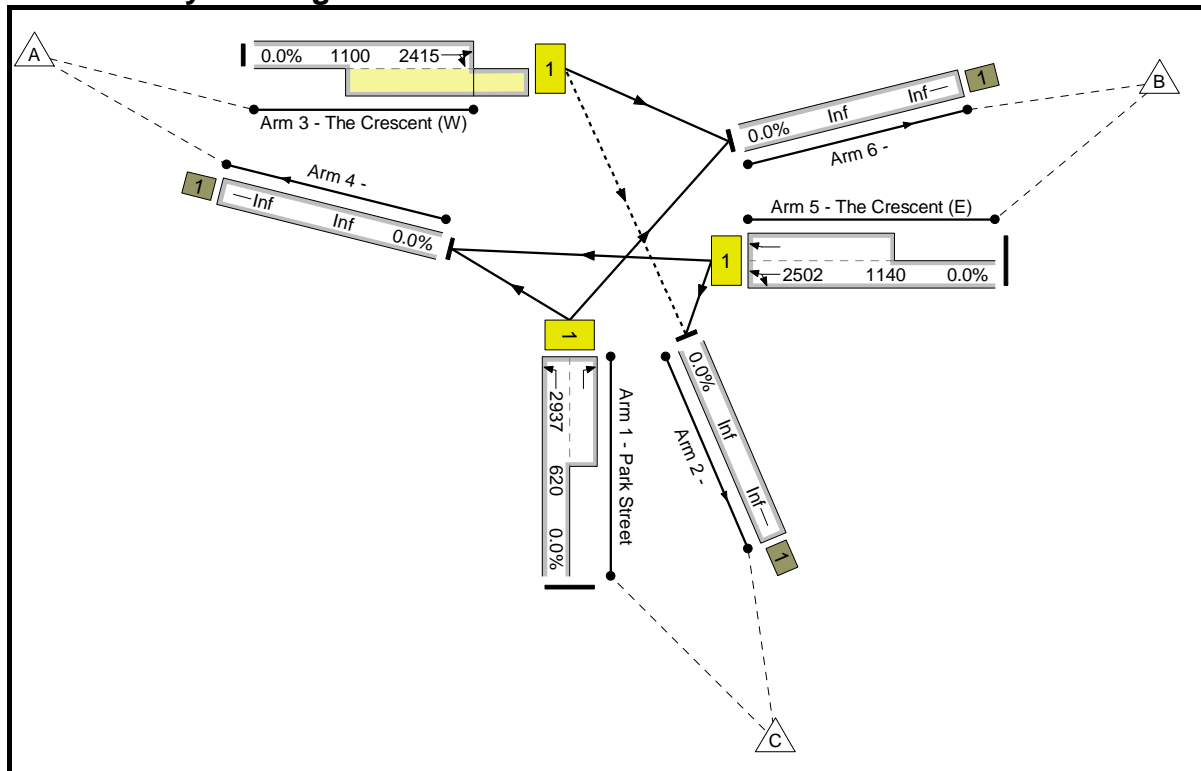 A
0.0% 1100 2415
1
Arm 3 - The Crescent (W)
1
0.0% Inf Inf
Arm 6 -
B
1
Inf Inf 0.0%
Arm 4 -
Arm 5 - The Crescent (E)
1
2502 1140 0.0%
1
2937 620 0.0%
Arm 1 - Park Street
0.0% Inf Inf
Arm 2 -
1
C